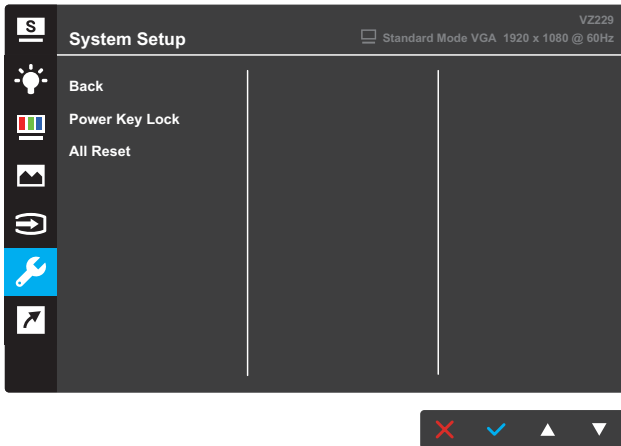 S
VZ229
System Setup
Standard Mode VGA 1920 x 1080 @ 60Hz
Back
Power Key Lock
All Reset